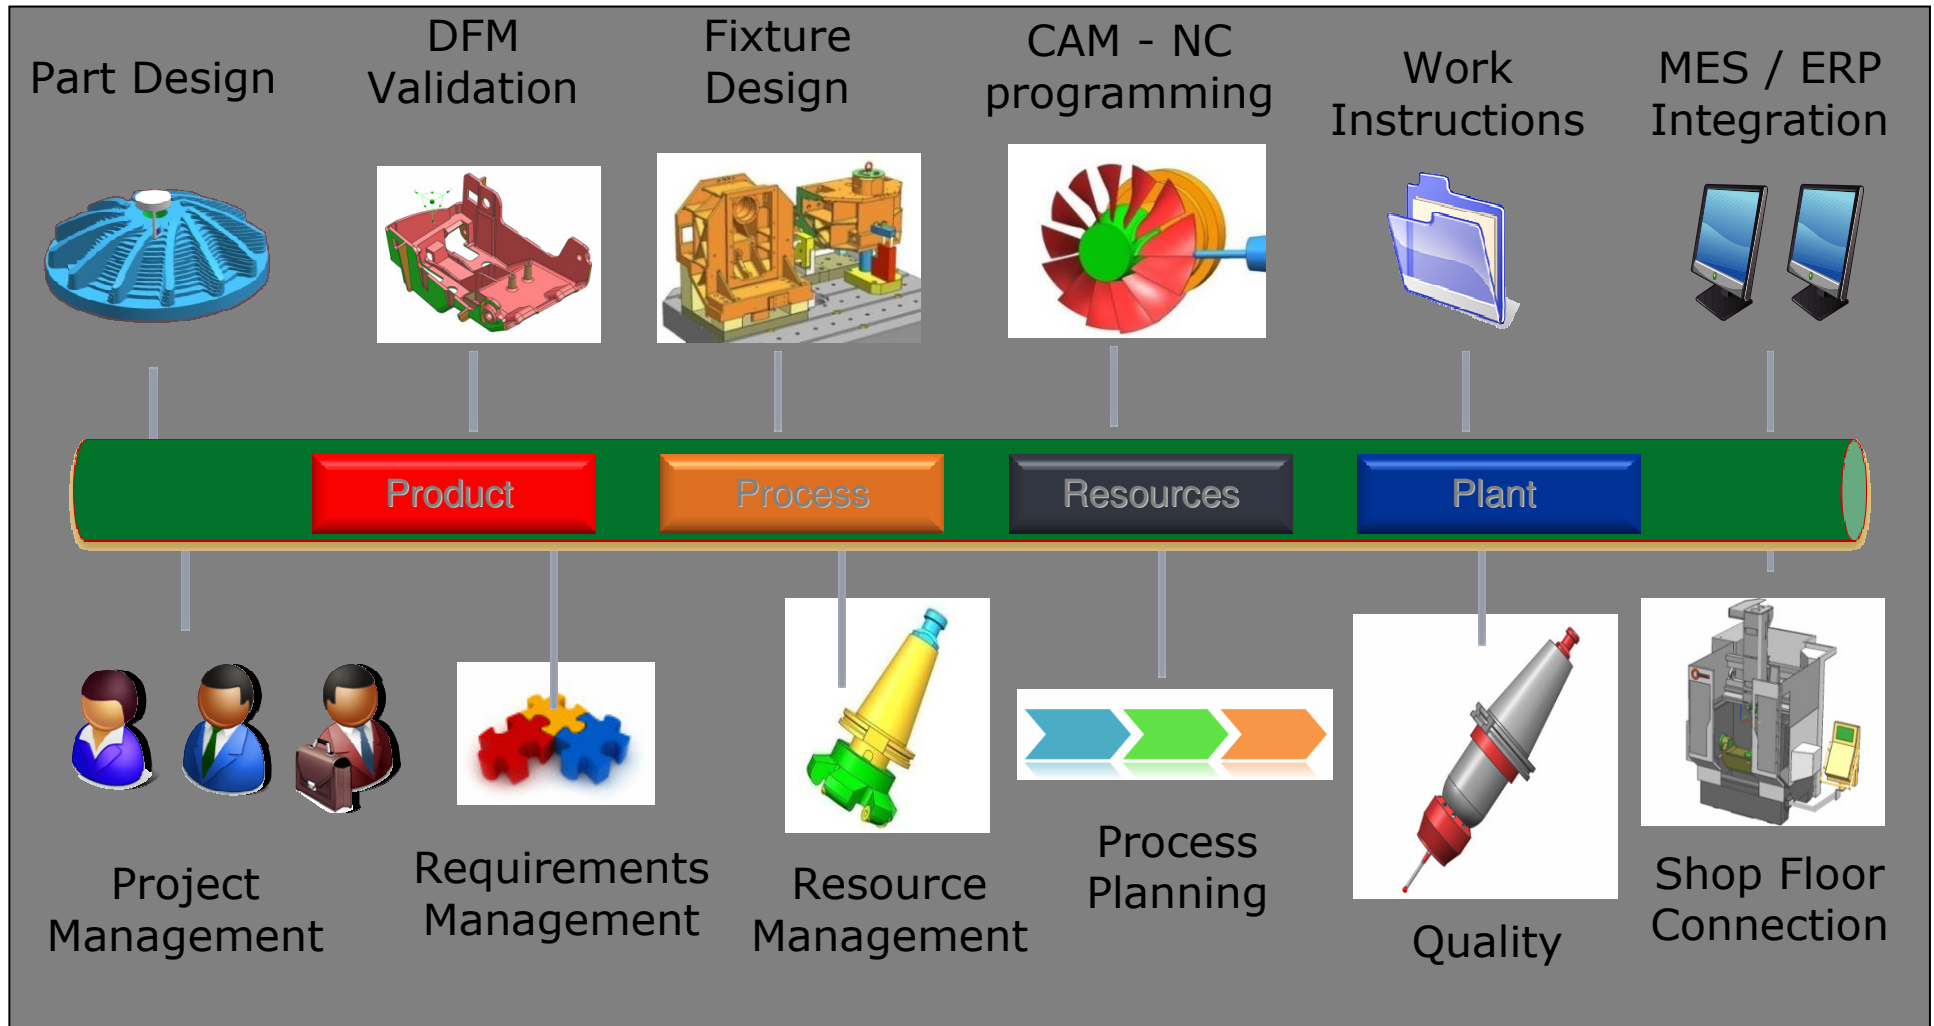 Part Design
DFM
Validation
Fixture
Design
CAM - NC
programming
Work
Instructions
MES / ERP
Integration
Product
Process
Resources
Plant
Project
Management
Requirements
Management
Resource
Management
Process
Planning
Quality
Shop Floor
Connection